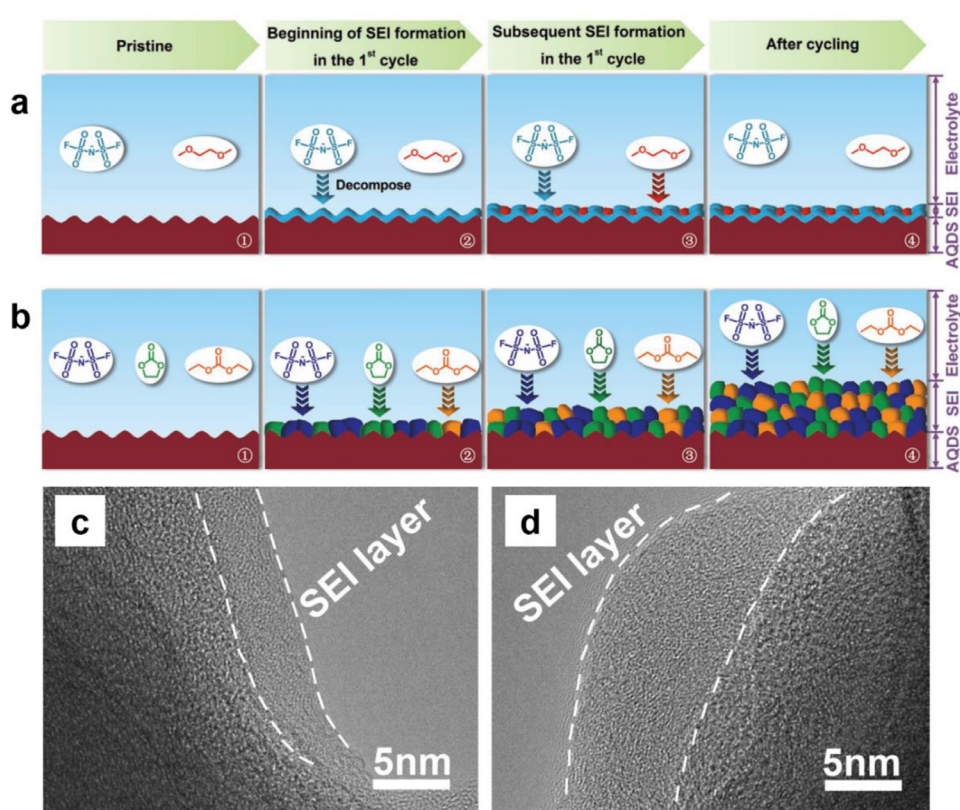 Pristine
Beginning of SEI formation
in the 1st cycle
Subsequent SEI formation
in the 1st cycle
After cycling
a
F
O
O
S
N
S
O
O
F
O
O
Decompose
①
②
③
④
Electrolyte
SEI
AQDS
b
①
②
③
④
Electrolyte
SEI
AQDS
c
SEI layer
5nm
d
SEI layer
5nm